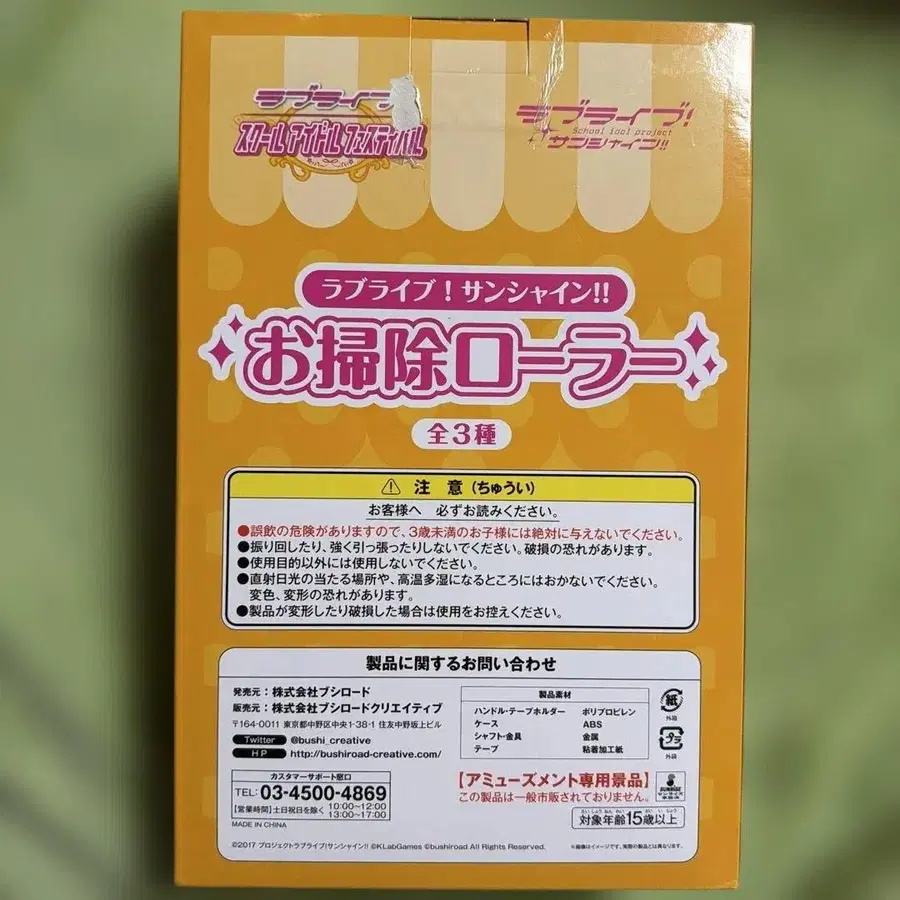 ラブライブ
スクールアイドルフェスティバル
ラブライブ!
School idol project
サンシャイン!!
ラブライブ!サンシャイン!!
お掃除ローラー
全3種
注 意(ちゅうい)
お客様へ 必ずお読みください。
●誤飲の危険がありますので、3歳未満のお子様には絶対に与えないでください。
●振り回したり、強く引っ張ったりしないでください。破損の恐れがあります。
●使用目的以外には使用しないでください。
●直射日光の当たる場所や、高温多湿になるところにはおかないでください。
変色、変形の恐れがあります。
●製品が変形したり破損した場合は使用をお控えください。
製品に関するお問い合わせ
発売元:株式会社ブシロード
販売元:株式会社ブシロードクリエイティブ
〒164-0011 東京都中野区中央1-38-1 住友中野坂上ビル
Twitter @bushi_creative
HP http://bushiroad-creative.com/
カスタマーサポート窓口
TEL:03-4500-4869
[営業時間]土日祝日を除く 10:00~12:00
13:00~17:00
MADE IN CHINA
製品素材
ハンドル・テープホルダー ポリプロピレン
ケース ABS
シャフト・金具 金属
テープ 粘着加工紙
紙
外箱
プラ
外袋
【アミューズメント専用景品】
この製品は一般市販されておりません。
SUNRISE
対象年齢15歳以上
©2017 プロジェクトラブライブ!サンシャイン!! ©KLabGames ©bushiroad All Rights Reserved.
※画像はイメージです。実際の製品とは異なります。